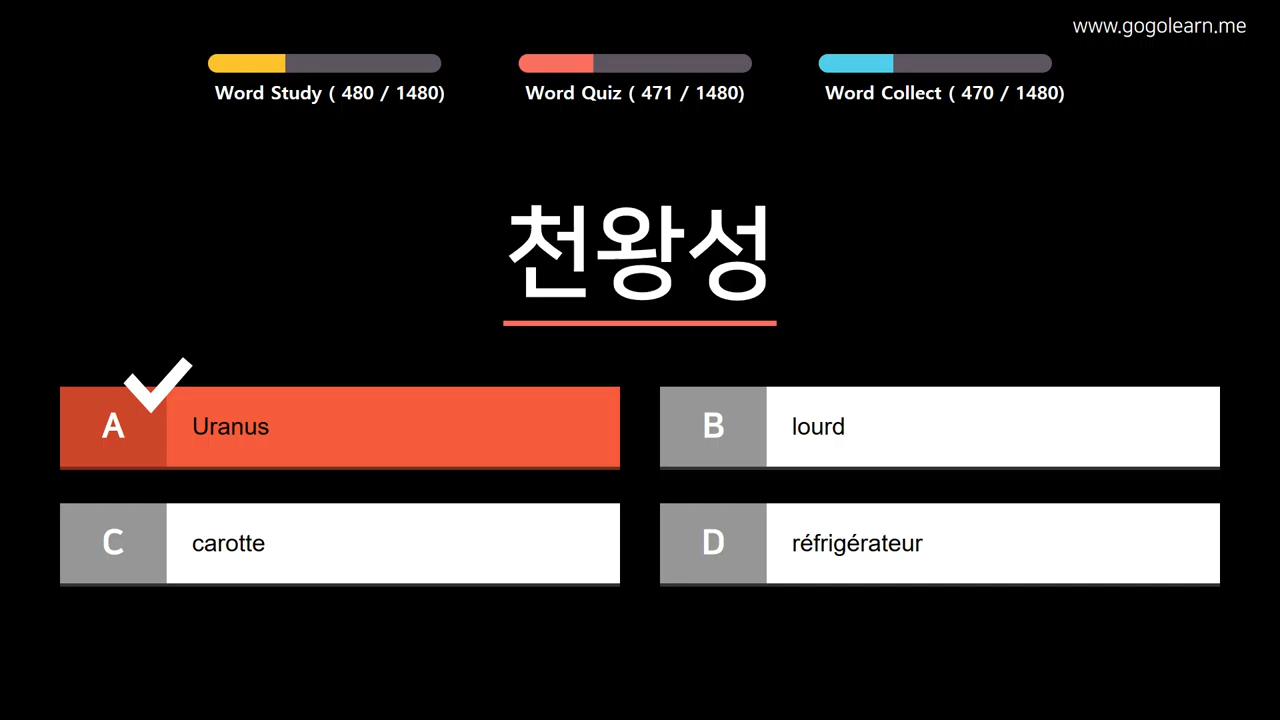 www.gogolearn.me
Word Study ( 480 / 1480)
Word Quiz ( 471 / 1480)
Word Collect ( 470 / 1480)
천왕성
A Uranus
B lourd
C carotte
D réfrigérateur